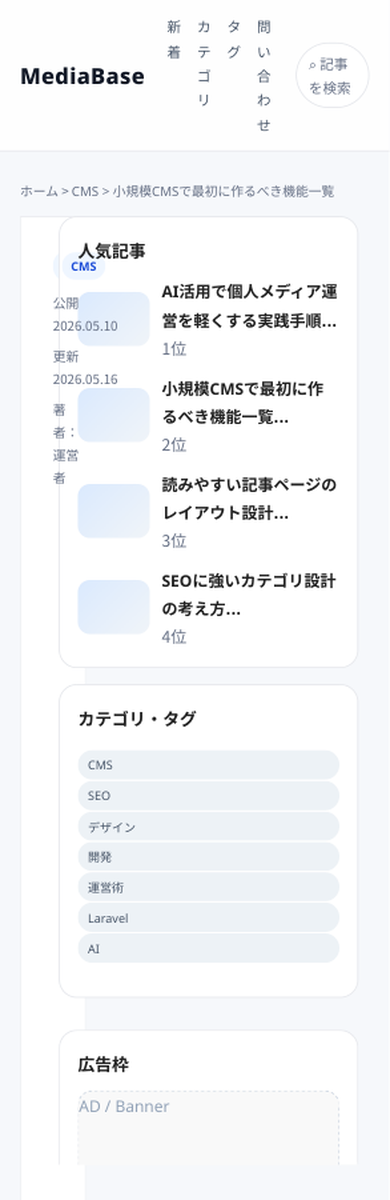 MediaBase
新着
カテゴリ
タグ
問い合わせ
⌕ 記事
を検索
ホーム > CMS > 小規模CMSで最初に作るべき機能一覧
CMS
公開
2026.05.10
更新
2026.05.16
著
者：
運営
者
人気記事
AI活用で個人メディア運
営を軽くする実践手順...
1位
小規模CMSで最初に作
るべき機能一覧...
2位
読みやすい記事ページの
レイアウト設計...
3位
SEOに強いカテゴリ設計
の考え方...
4位
カテゴリ・タグ
CMS
SEO
デザイン
開発
運営術
Laravel
AI
広告枠
AD / Banner